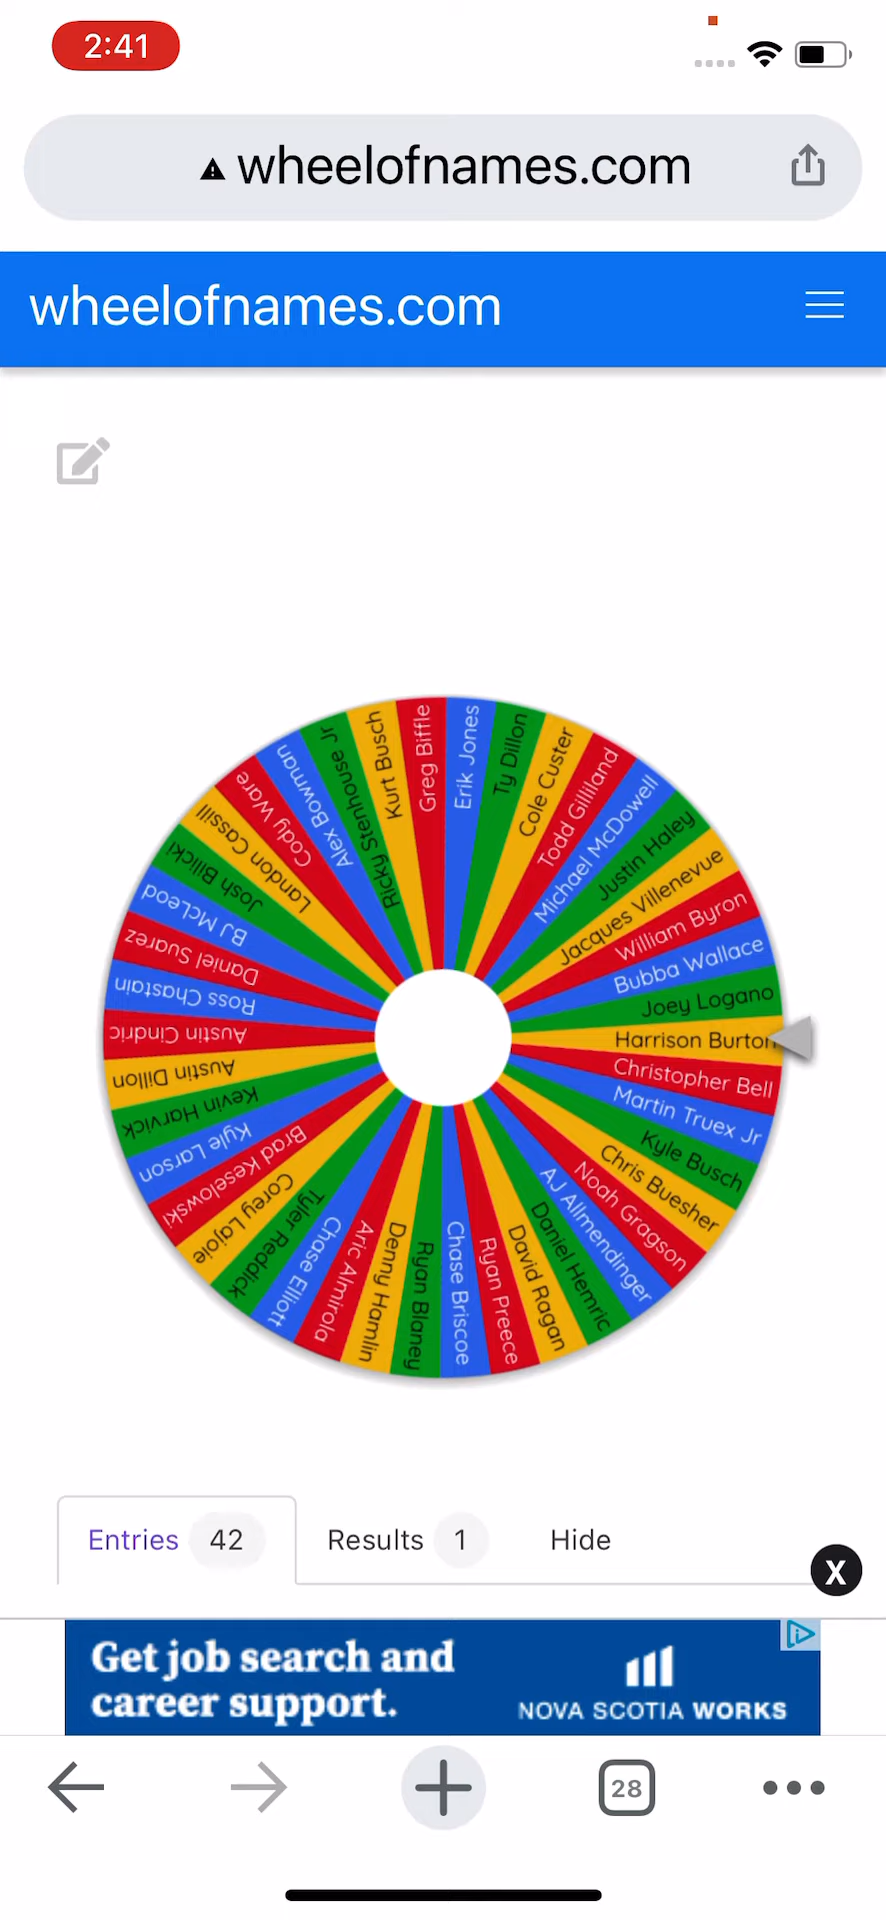 2:41
wheelofnames.com
wheelofnames.com
Erik Jones
Ty Dillon
Cole Custer
Todd Gilliland
Michael McDowell
Justin Haley
Jacques Villenevue
William Byron
Bubba Wallace
Joey Logano
Harrison Burton
Christopher Bell
Martin Truex Jr
Kyle Busch
Chris Buesher
Noah Gragson
AJ Allmendinger
Daniel Hemric
David Ragan
Ryan Preece
Chase Briscoe
Ryan Blaney
Denny Hamlin
Aric Almirola
Chase Elliott
Tyler Reddick
Corey Lajoie
Brad Keselowski
Kyle Larson
Kevin Harvick
Austin Dillon
Austin Cindric
Ross Chastain
Daniel Suarez
BJ McLeod
Josh Bilicki
Landon Cassill
Cody Ware
Alex Bowman
Ricky Stenhouse Jr
Kurt Busch
Greg Biffle
Entries 42 Results 1 Hide
X
Get job search and
career support.
NOVA SCOTIA WORKS
28